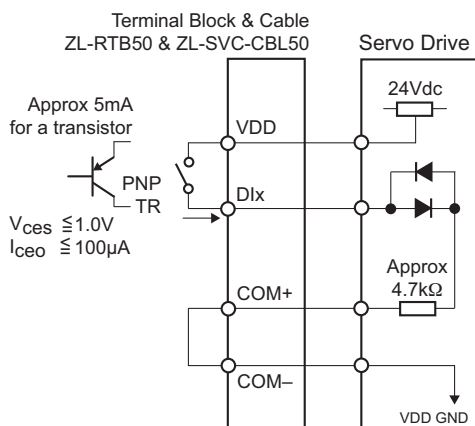 Terminal Block & Cable
ZL-RTB50 & ZL-SVC-CBL50
Servo Drive
24Vdc
Approx 5mA
for a transistor
VDD
PNP
TR
DIx
Vces ≦1.0V
Iceo ≦100µA
Approx
4.7kΩ
COM+
COM–
VDD GND